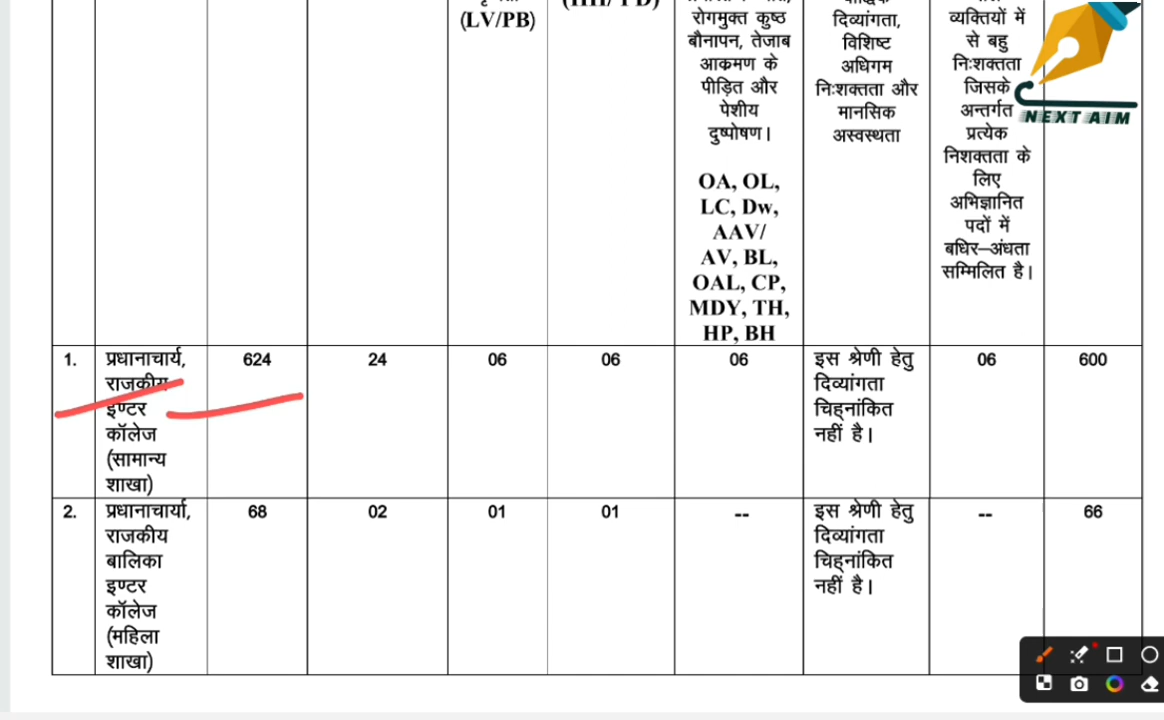 (LV/PB)
(HH/ PD)
रोगमुक्त कुष्ठ
बौनापन, तेजाब
आक्रमण के
पीड़ित और
पेशीय
दुष्पोषण।
OA, OL,
LC, Dw,
AAV/
AV, BL,
OAL, CP,
MDY, TH,
HP, BH
दिव्यांगता,
विशिष्ट
अधिगम
निःशक्तता और
मानसिक
अस्वस्थता
व्यक्तियों में
से बहु
निःशक्तता
जिसके
अन्तर्गत
प्रत्येक
निशक्तता के
लिए
अभिज्ञानित
पदों में
बधिर–अंधता
सम्मिलित है।
NEXT AIM
1.
प्रधानाचार्य,
राजकीय
इण्टर
कॉलेज
(सामान्य
शाखा)
624
24
06
06
06
इस श्रेणी हेतु
दिव्यांगता
चिह्नांकित
नहीं है।
06
600
2.
प्रधानाचार्या,
राजकीय
बालिका
इण्टर
कॉलेज
(महिला
शाखा)
68
02
01
01
--
इस श्रेणी हेतु
दिव्यांगता
चिह्नांकित
नहीं है।
--
66